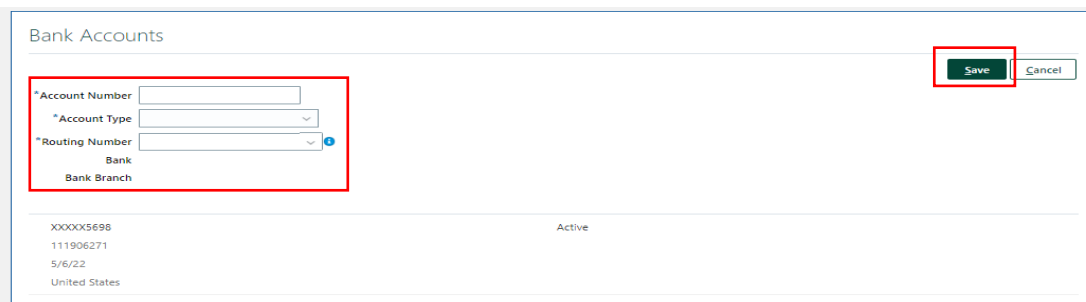 Bank Accounts
Save Cancel
*Account Number
*Account Type
*Routing Number
Bank
Bank Branch
XXXXX5698 Active
111906271
5/6/22
United States